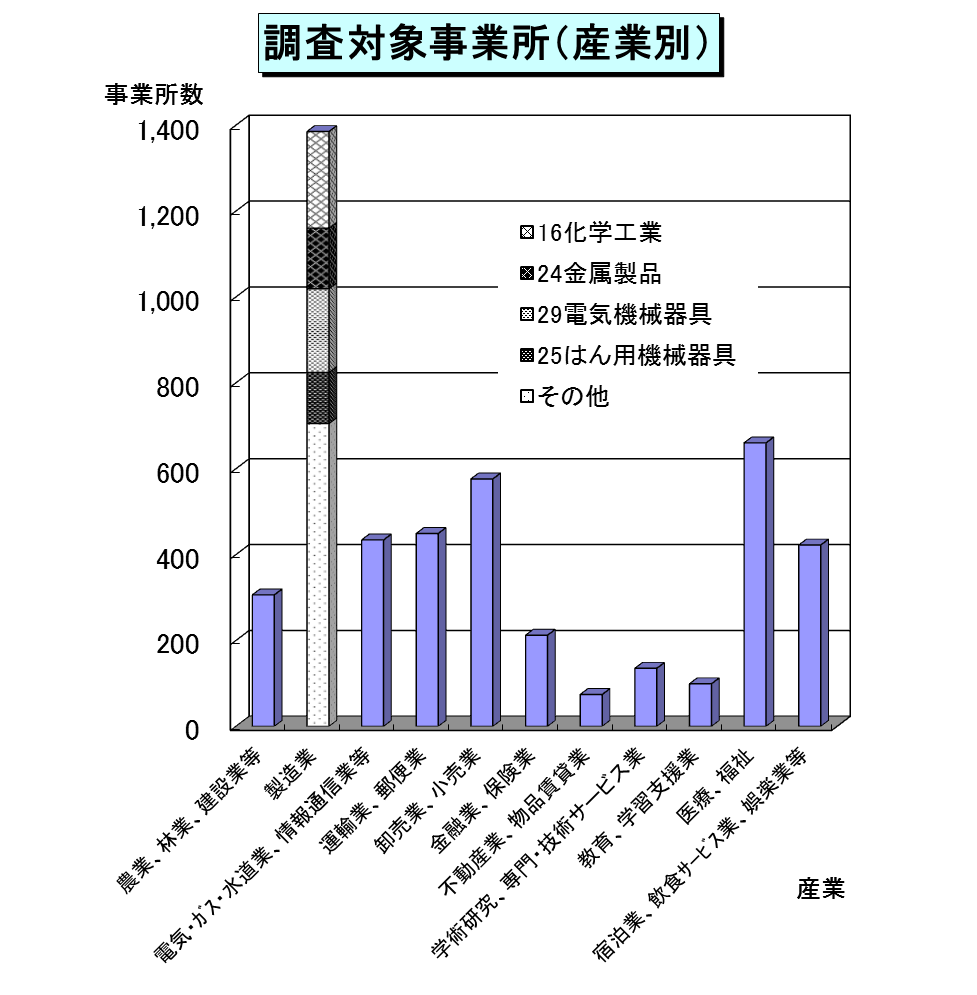 調査対象事業所(産業別)
事業所数
1,400
1,200
1,000
800
600
400
200
0
16化学工業
24金属製品
29電気機械器具
25はん用機械器具
その他
農業、林業、建設業等
製造業
電気・ｶﾞｽ・水道業、情報通信業等
運輸業、郵便業
卸売業、小売業
金融業、保険業
不動産業、物品賃貸業
学術研究、専門・技術サービス業
教育、学習支援業
医療、福祉
宿泊業、飲食ｻｰﾋﾞｽ業、娯楽業等
産業